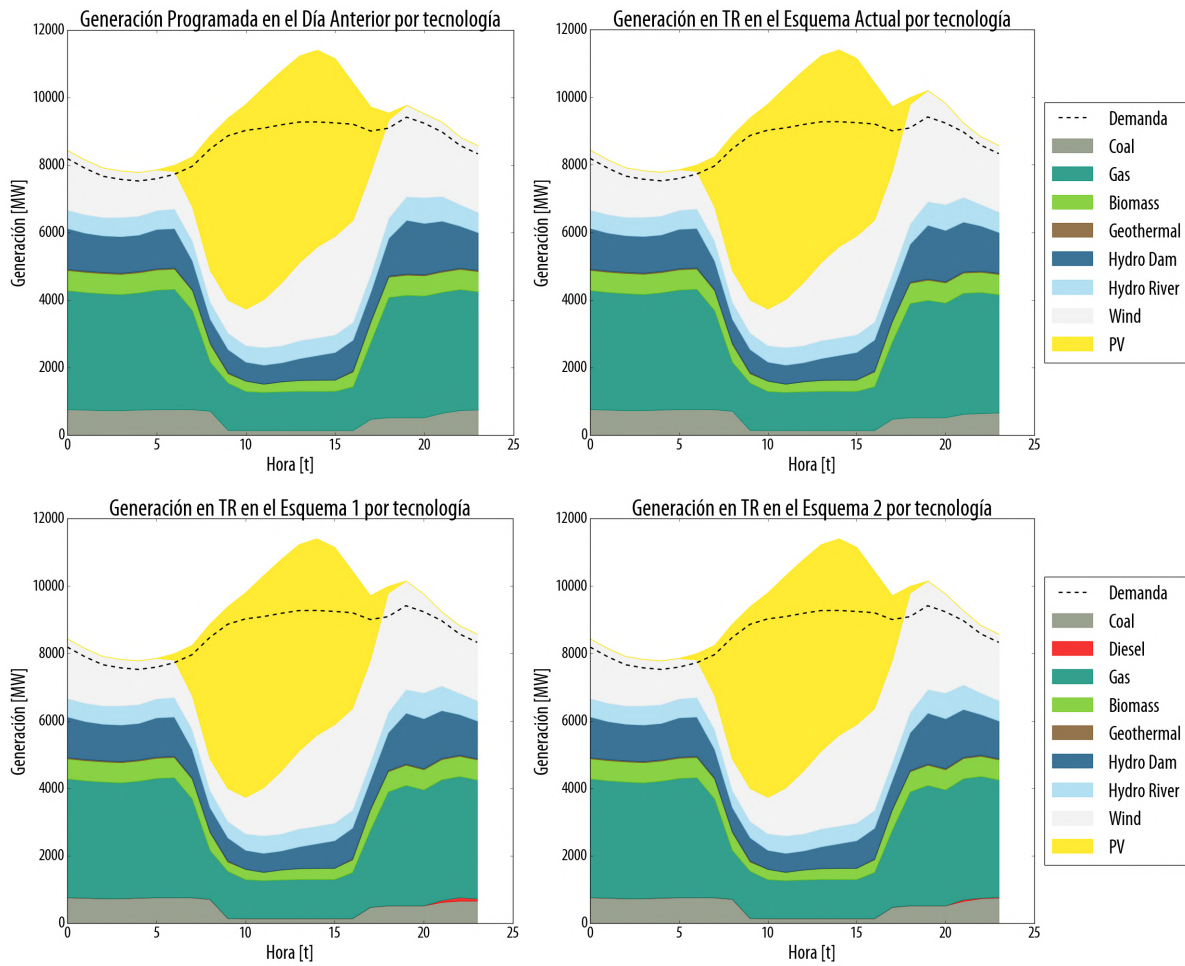 Generación Programada en el Día Anterior por tecnología
Generación [MW]
12000
10000
8000
6000
4000
2000
0
0 5 10 15 20 25
Hora [t]
Generación en TR en el Esquema Actual por tecnología
Generación [MW]
12000
10000
8000
6000
4000
2000
0
0 5 10 15 20 25
Hora [t]
Demanda
Coal
Gas
Biomass
Geothermal
Hydro Dam
Hydro River
Wind
PV
Generación en TR en el Esquema 1 por tecnología
Generación [MW]
12000
10000
8000
6000
4000
2000
0
0 5 10 15 20 25
Hora [t]
Generación en TR en el Esquema 2 por tecnología
Generación [MW]
12000
10000
8000
6000
4000
2000
0
0 5 10 15 20 25
Hora [t]
Demanda
Coal
Diesel
Gas
Biomass
Geothermal
Hydro Dam
Hydro River
Wind
PV